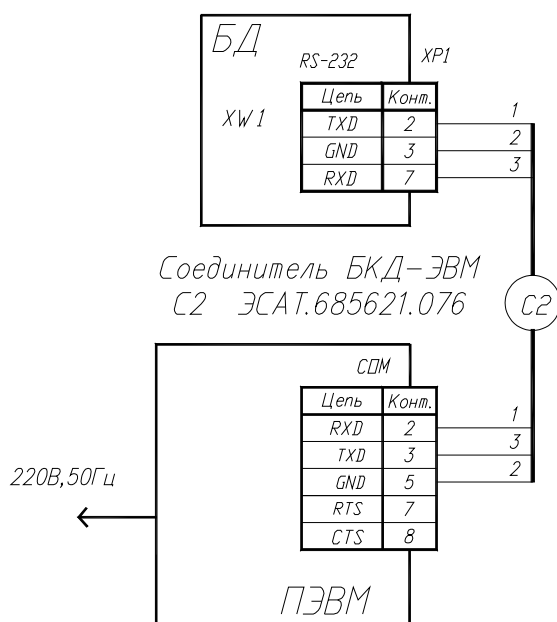 БД
RS-232 XP1
XW1
Цепь Конт.
TXD 2 1
GND 3 2
RXD 7 3
Соединитель БКД-ЭВМ
С2 ЭСАТ.685621.076
С2
COM
Цепь Конт.
RXD 2 1
TXD 3 3
GND 5 2
RTS 7
CTS 8
220В,50Гц
ПЭВМ